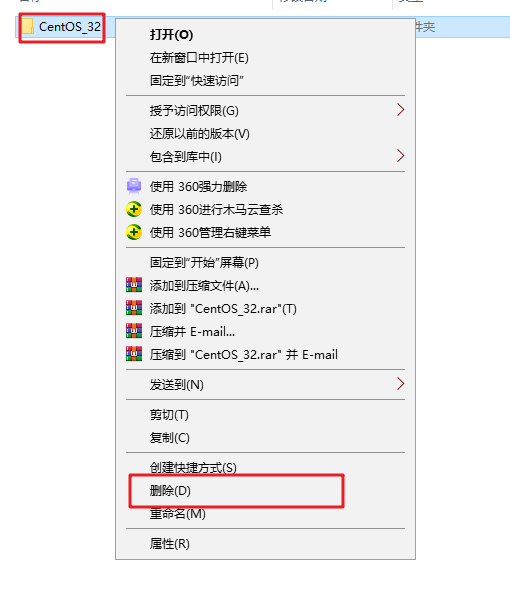 CentOS_32
件夹
打开(O)
在新窗口中打开(E)
固定到"快速访问"
授予访问权限(G)
还原以前的版本(V)
包含到库中(I)
使用 360强力删除
使用 360进行木马云查杀
使用 360管理右键菜单
固定到"开始"屏幕(P)
添加到压缩文件(A)...
添加到 "CentOS_32.rar"(T)
压缩并 E-mail...
压缩到 "CentOS_32.rar" 并 E-mail
发送到(N)
剪切(T)
复制(C)
创建快捷方式(S)
删除(D)
重命名(M)
属性(R)